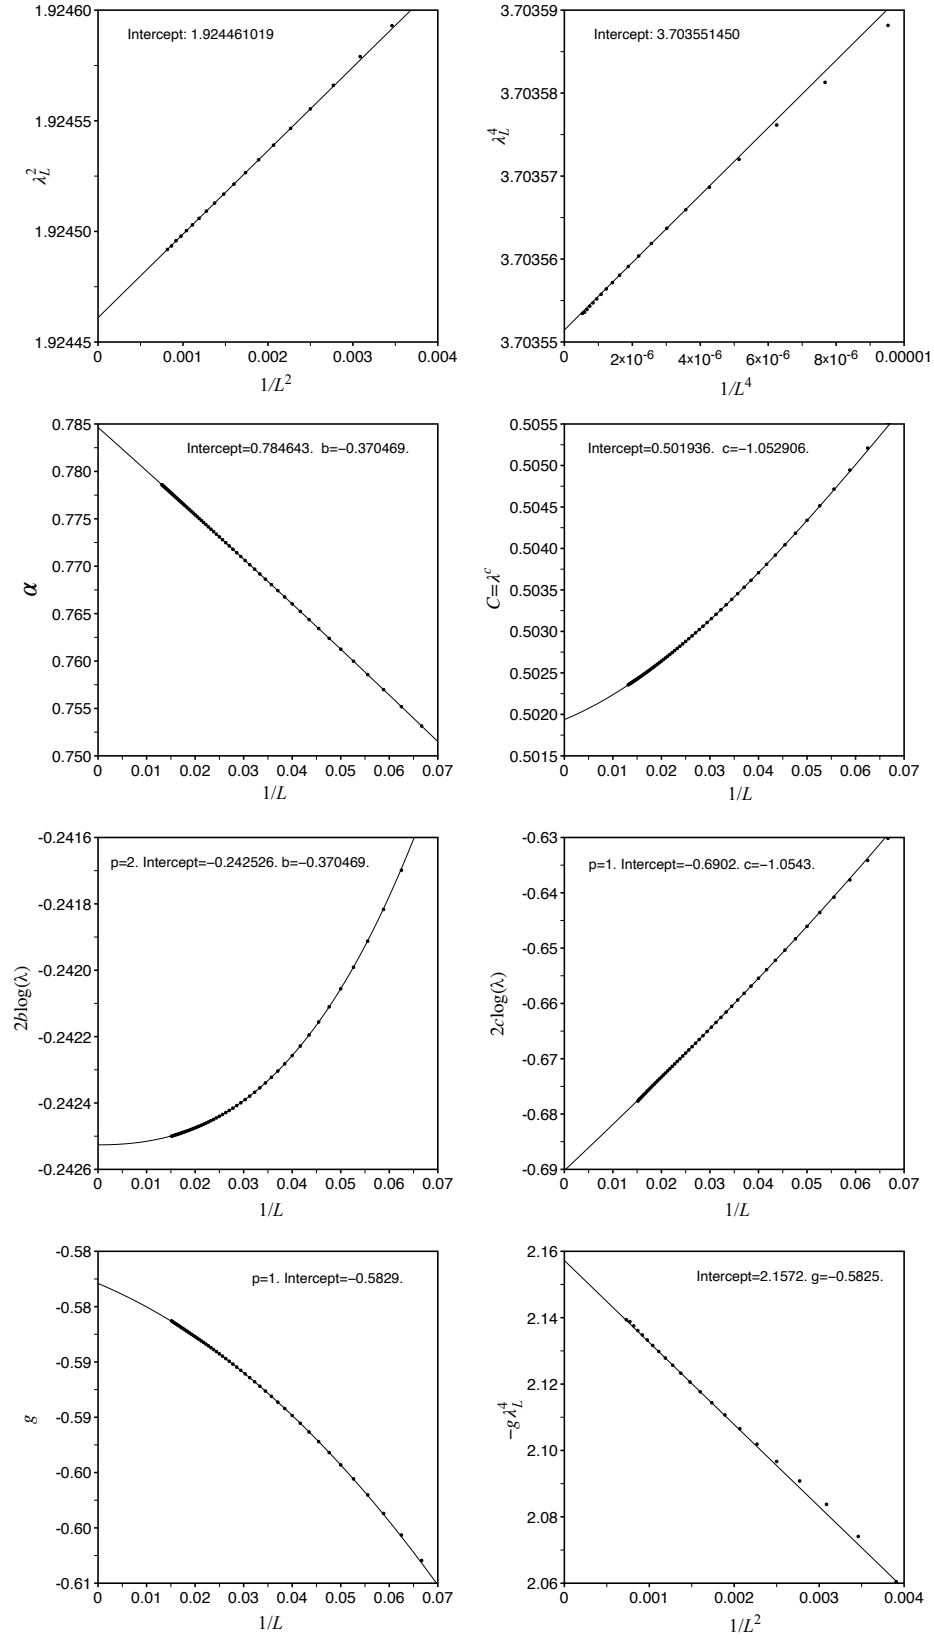 1.92460
Intercept: 1.924461019
1.92455
λ_L^2
1.92450
1.92445
0 0.001 0.002 0.003 0.004
1/L^2
3.70359
Intercept: 3.703551450
3.70358
λ_L^4
3.70357
3.70356
3.70355
0 2×10^-6 4×10^-6 6×10^-6 8×10^-6 0.00001
1/L^4
0.785
Intercept=0.784643. b=−0.370469.
0.780
0.775
0.770
α
0.765
0.760
0.755
0.750
0 0.01 0.02 0.03 0.04 0.05 0.06 0.07
1/L
0.5055
Intercept=0.501936. c=−1.052906.
0.5050
0.5045
0.5040
C=λ^c
0.5035
0.5030
0.5025
0.5020
0.5015
0 0.01 0.02 0.03 0.04 0.05 0.06 0.07
1/L
-0.2416
p=2. Intercept=−0.242526. b=−0.370469.
-0.2418
-0.2420
2blog(λ)
-0.2422
-0.2424
-0.2426
0 0.01 0.02 0.03 0.04 0.05 0.06 0.07
1/L
-0.63
p=1. Intercept=−0.6902. c=−1.0543.
-0.64
-0.65
2clog(λ)
-0.66
-0.67
-0.68
-0.69
0 0.01 0.02 0.03 0.04 0.05 0.06 0.07
1/L
-0.58
p=1. Intercept=−0.5829.
-0.58
-0.59
-0.59
g
-0.60
-0.60
-0.61
0 0.01 0.02 0.03 0.04 0.05 0.06 0.07
1/L
2.16
Intercept=2.1572. g=−0.5825.
2.14
2.12
−gλ_L^4
2.10
2.08
2.06
0 0.001 0.002 0.003 0.004
1/L^2